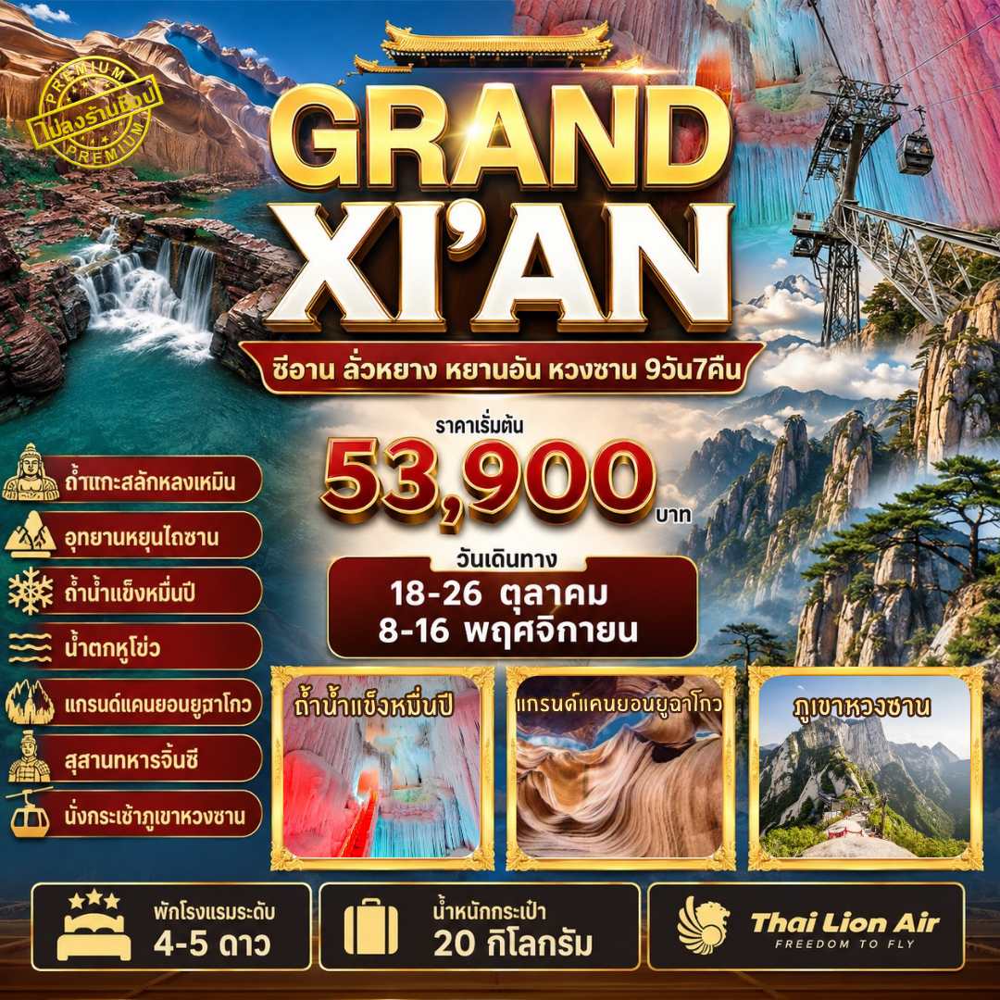 PREMIUM
ไม่ลงร้านช้อป
PREMIUM
GRAND
XI'AN
ซีอาน ลั่วหยาง หยานอัน หวงซาน 9วัน7คืน
ราคาเริ่มต้น
53,900
บาท
วันเดินทาง
18-26 ตุลาคม
8-16 พฤศจิกายน
ถ้ำแกะสลักหลงเหมิน
อุทยานหยุนไถซาน
ถ้ำน้ำแข็งหมื่นปี
น้ำตกหูโข่ว
แกรนด์แคนยอนยูฉาโกว
สุสานทหารจิ๋นซี
นั่งกระเช้าภูเขาหวงซาน
ถ้ำน้ำแข็งหมื่นปี
แกรนด์แคนยอนยูฉาโกว
ภูเขาหวงซาน
พักโรงแรมระดับ
4-5 ดาว
น้ำหนักกระเป๋า
20 กิโลกรัม
Thai Lion Air
FREEDOM TO FLY